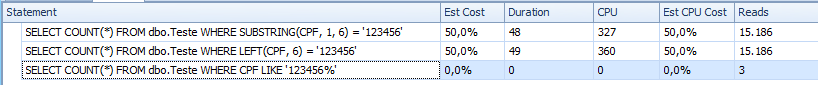 Statement Est Cost Duration CPU Est CPU Cost Reads
SELECT COUNT(*) FROM dbo.Teste WHERE SUBSTRING(CPF, 1, 6) = '123456' 50,0% 48 327 50,0% 15.186
SELECT COUNT(*) FROM dbo.Teste WHERE LEFT(CPF, 6) = '123456' 50,0% 49 360 50,0% 15.186
SELECT COUNT(*) FROM dbo.Teste WHERE CPF LIKE '123456%' 0,0% 0 0 0,0% 3